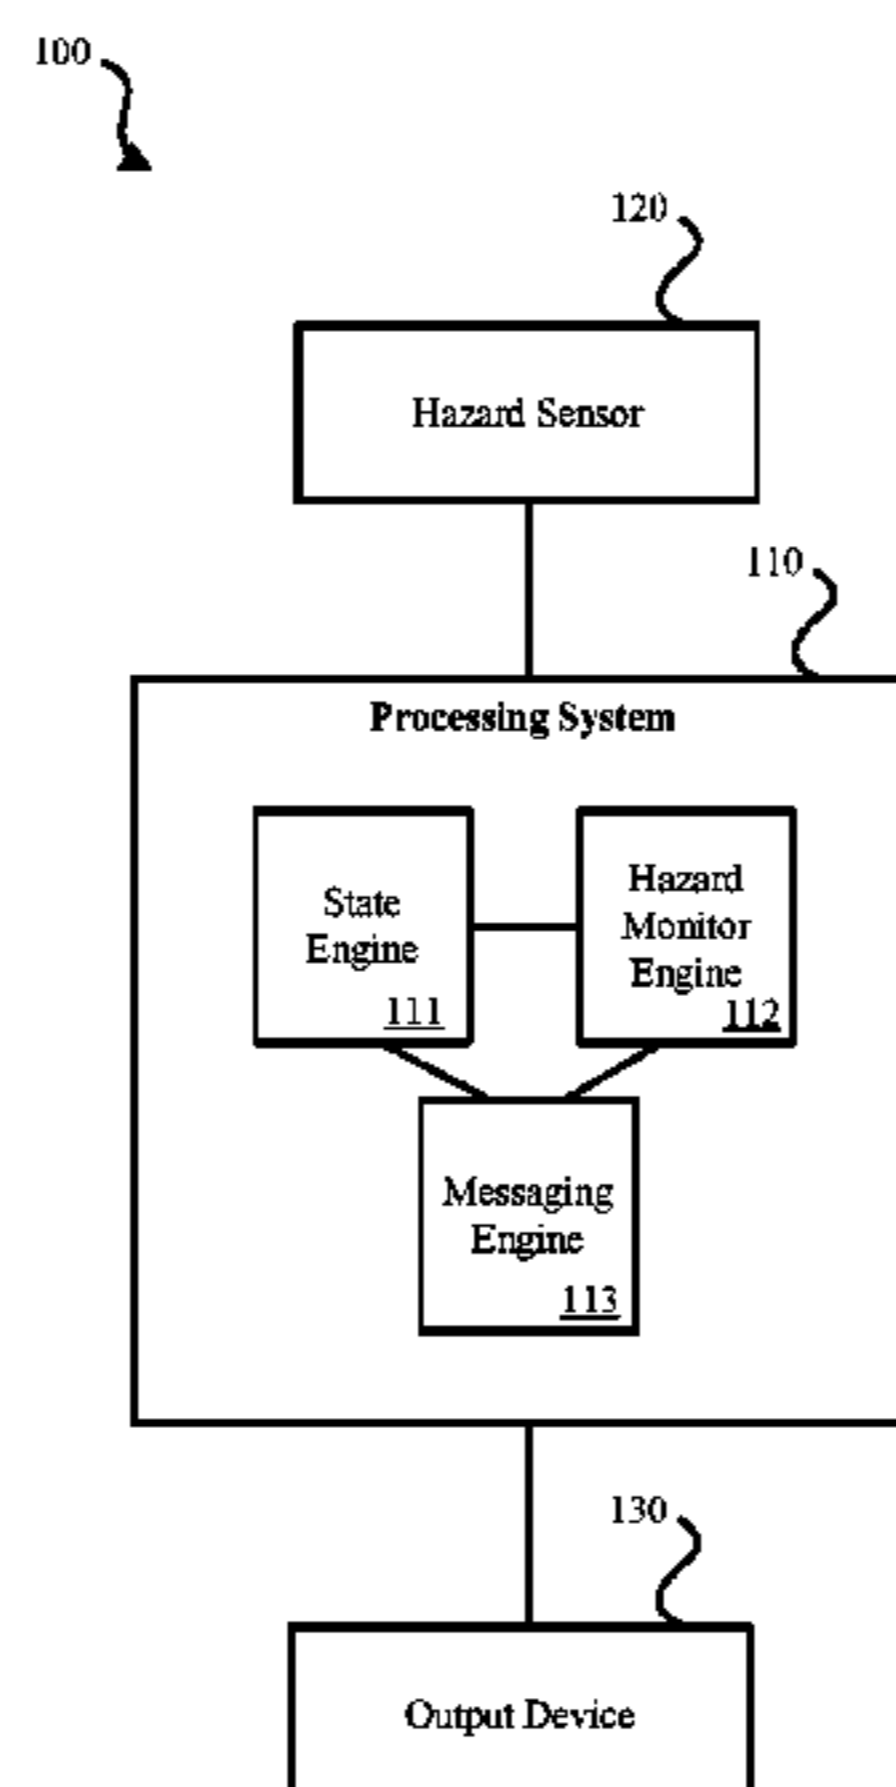 100
120
Hazard Sensor
110
Processing System
State
Engine
111
Hazard
Monitor
Engine
112
Messaging
Engine
113
130
Output Device